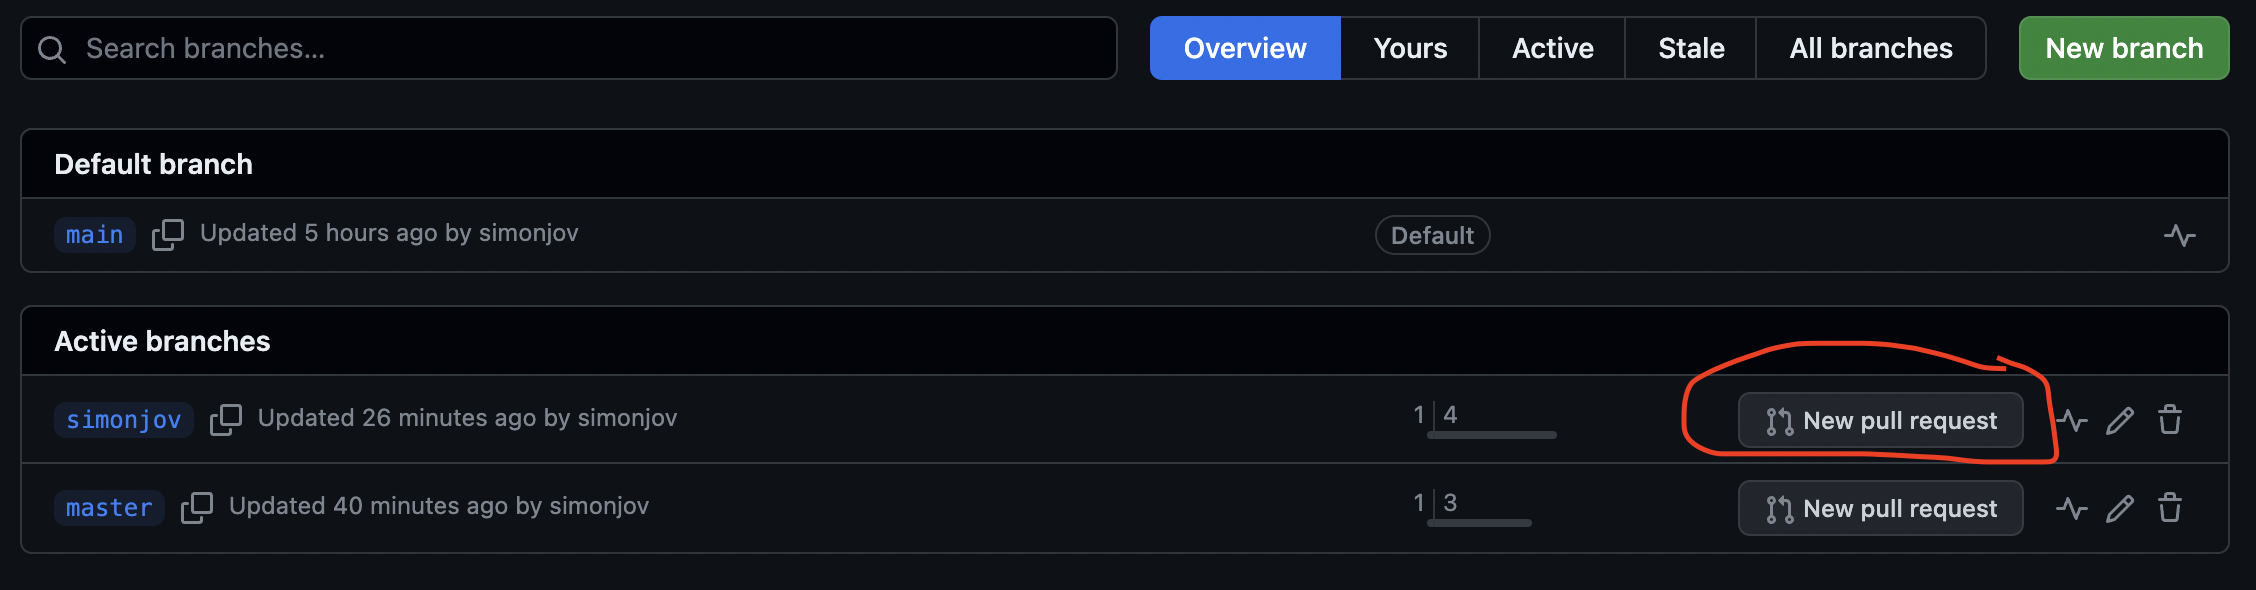 Search branches...
Overview Yours Active Stale All branches New branch
Default branch
main Updated 5 hours ago by simonjov Default
Active branches
simonjov Updated 26 minutes ago by simonjov 1 4 New pull request
master Updated 40 minutes ago by simonjov 1 3 New pull request